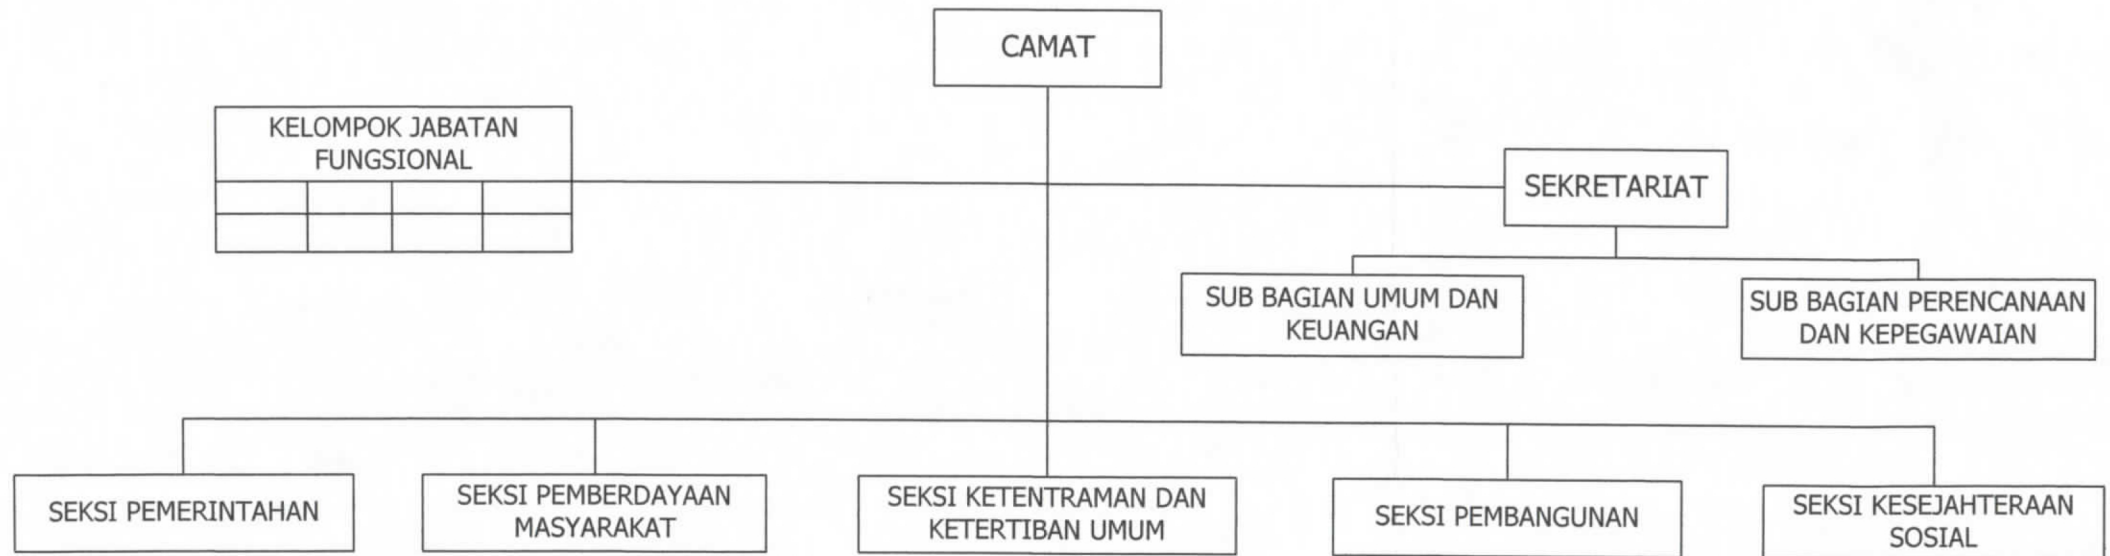 CAMAT
KELOMPOK JABATAN
FUNGSIONAL
SEKRETARIAT
SUB BAGIAN UMUM DAN
KEUANGAN
SUB BAGIAN PERENCANAAN
DAN KEPEGAWAIAN
SEKSI PEMERINTAHAN
SEKSI PEMBERDAYAAN
MASYARAKAT
SEKSI KETENTRAMAN DAN
KETERTIBAN UMUM
SEKSI PEMBANGUNAN
SEKSI KESEJAHTERAAN
SOSIAL